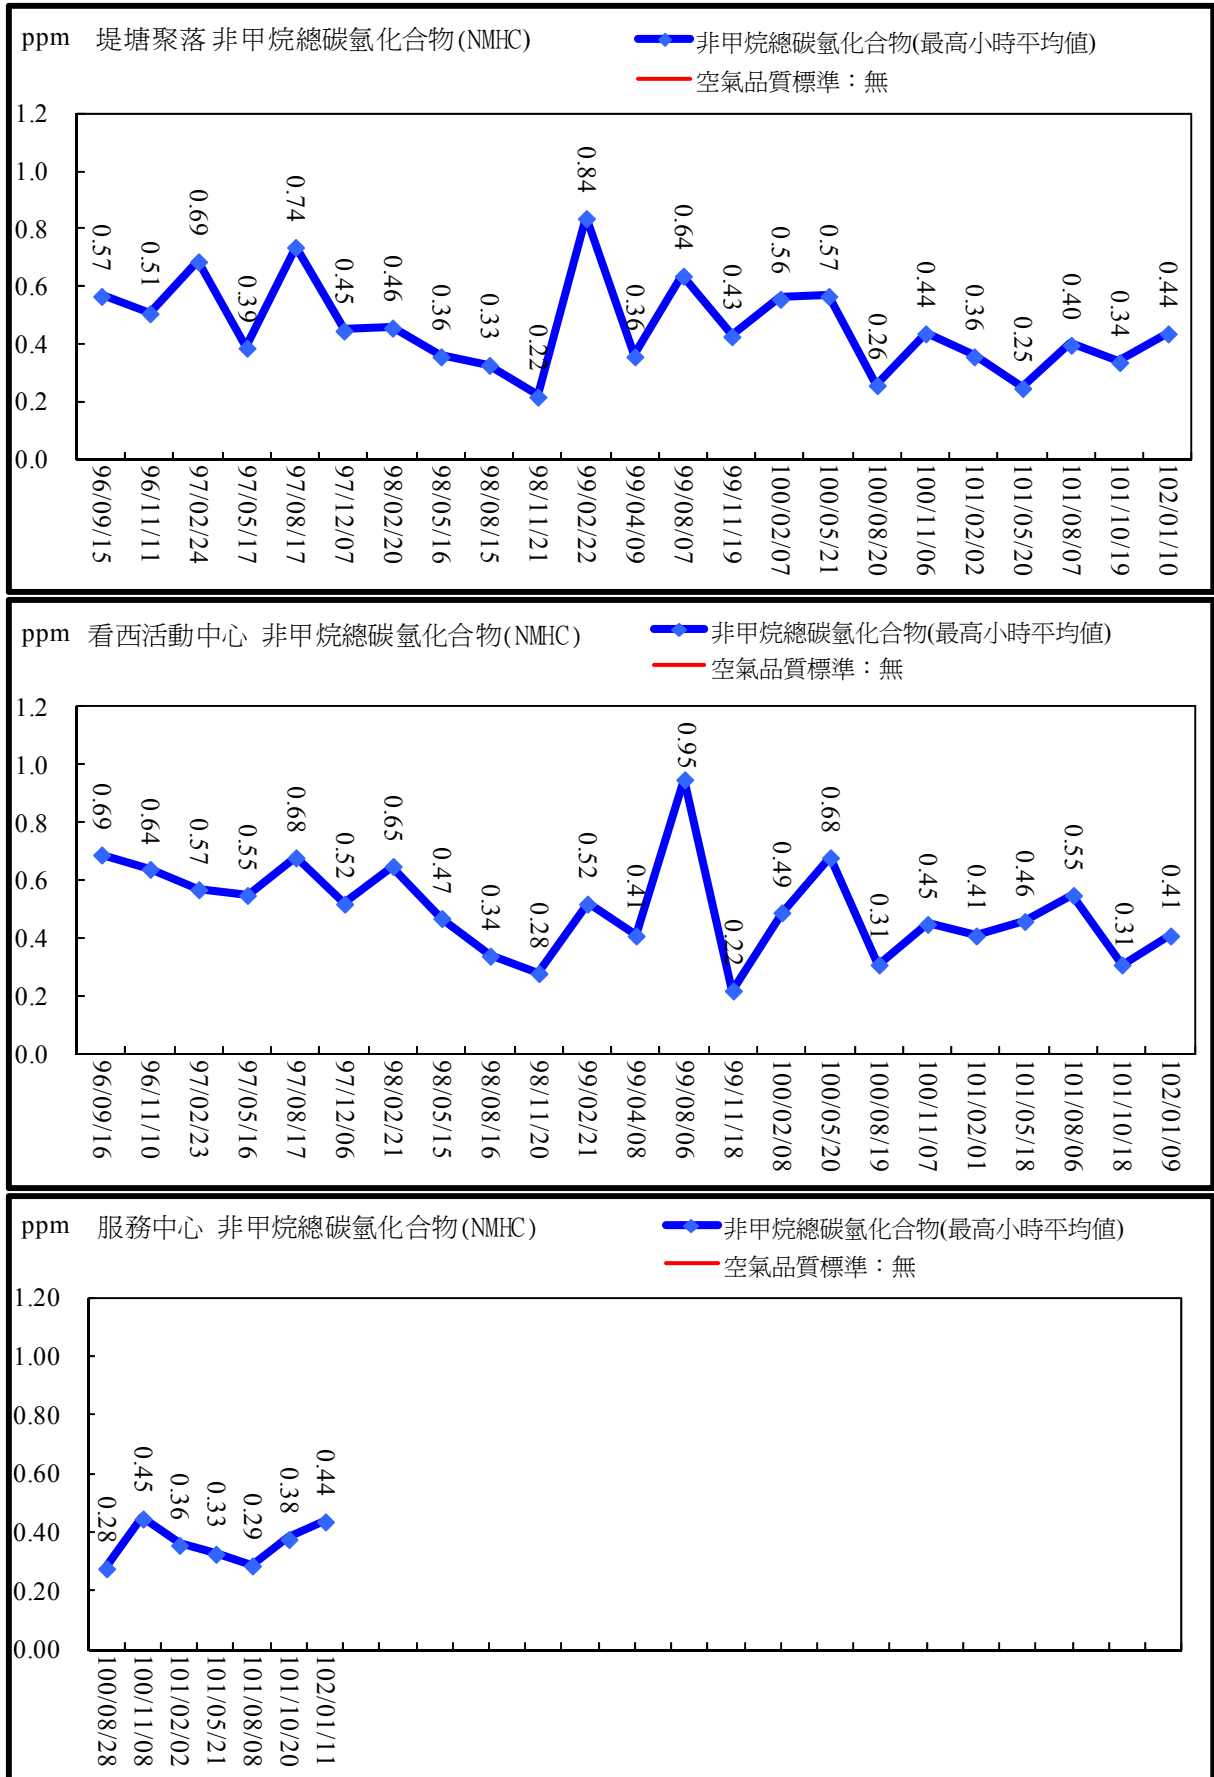 ppm 堤塘聚落 非甲烷總碳氫化合物(NMHC)
非甲烷總碳氫化合物(最高小時平均值)
空氣品質標準：無
1.2
1.0
0.8
0.6
0.4
0.2
0.0
0.57 0.51 0.69 0.39 0.74 0.45 0.46 0.36 0.33 0.22 0.84 0.36 0.64 0.43 0.56 0.57 0.26 0.44 0.36 0.25 0.40 0.34 0.44
96/09/15 96/11/11 97/02/24 97/05/17 97/08/17 97/12/07 98/02/20 98/05/16 98/08/15 98/11/21 99/02/22 99/04/09 99/08/07 99/11/19 100/02/07 100/05/21 100/08/20 100/11/06 101/02/02 101/05/20 101/08/07 101/10/19 102/01/10
ppm 看西活動中心 非甲烷總碳氫化合物(NMHC)
非甲烷總碳氫化合物(最高小時平均值)
空氣品質標準：無
1.2
1.0
0.8
0.6
0.4
0.2
0.0
0.69 0.64 0.57 0.55 0.68 0.52 0.65 0.47 0.34 0.28 0.52 0.41 0.95 0.22 0.49 0.68 0.31 0.45 0.41 0.46 0.55 0.31 0.41
96/09/16 96/11/10 97/02/23 97/05/16 97/08/17 97/12/06 98/02/21 98/05/15 98/08/16 98/11/20 99/02/21 99/04/08 99/08/06 99/11/18 100/02/08 100/05/20 100/08/19 100/11/07 101/02/01 101/05/18 101/08/06 101/10/18 102/01/09
ppm 服務中心 非甲烷總碳氫化合物(NMHC)
非甲烷總碳氫化合物(最高小時平均值)
空氣品質標準：無
1.20
1.00
0.80
0.60
0.40
0.20
0.00
0.28 0.45 0.36 0.33 0.29 0.38 0.44
100/08/28 100/11/08 101/02/02 101/05/21 101/08/08 101/10/20 102/01/11